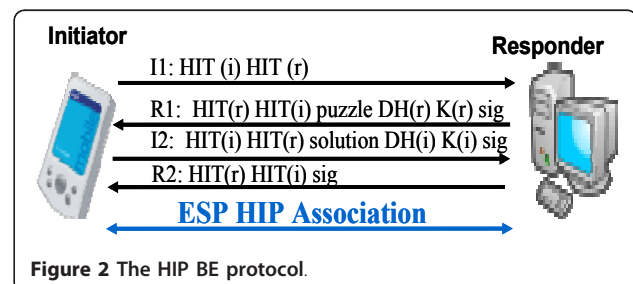 Initiator
Responder
I1: HIT (i) HIT (r)
R1: HIT(r) HIT(i) puzzle DH(r) K(r) sig
I2: HIT(i) HIT(r) solution DH(i) K(i) sig
R2: HIT(r) HIT(i) sig
ESP HIP Association
mobile
Figure 2 The HIP BE protocol.